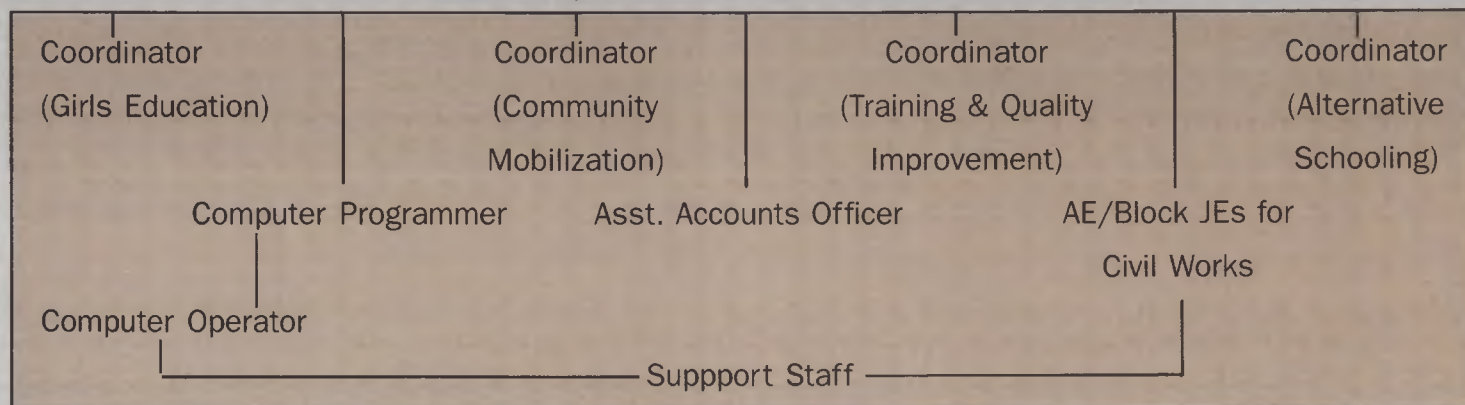 Coordinator
(Girls Education)
Coordinator
(Community
Mobilization)
Coordinator
(Training & Quality
Improvement)
Coordinator
(Alternative
Schooling)
Computer Programmer
Asst. Accounts Officer
AE/Block JEs for
Civil Works
Computer Operator
Suppport Staff